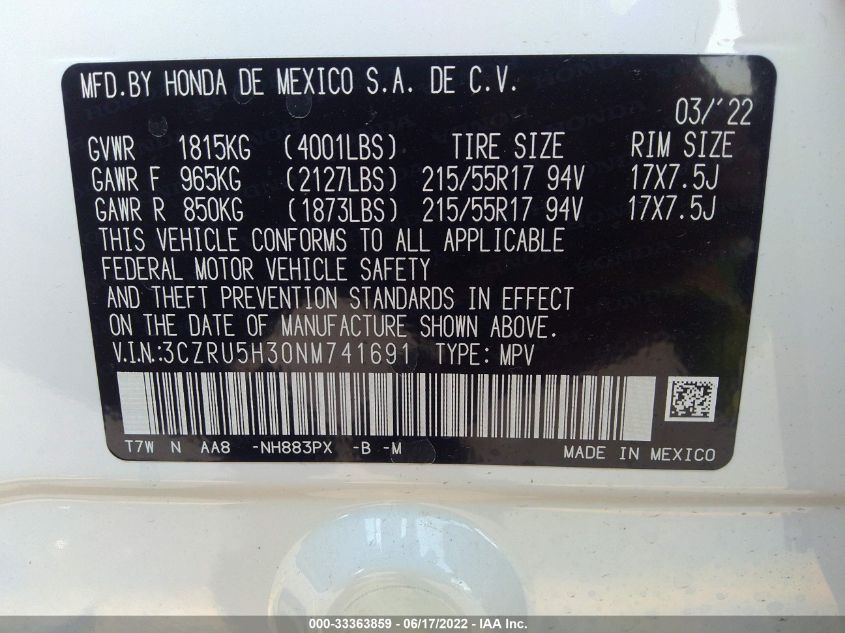 MFD.BY HONDA DE MEXICO S.A. DE C.V.
03/'22
GVWR 1815KG (4001LBS) TIRE SIZE RIM SIZE
GAWR F 965KG (2127LBS) 215/55R17 94V 17X7.5J
GAWR R 850KG (1873LBS) 215/55R17 94V 17X7.5J
THIS VEHICLE CONFORMS TO ALL APPLICABLE
FEDERAL MOTOR VEHICLE SAFETY
AND THEFT PREVENTION STANDARDS IN EFFECT
ON THE DATE OF MANUFACTURE SHOWN ABOVE.
V.I.N.:3CZRU5H30NM741691 TYPE: MPV
T7W N AA8 -NH883PX -B -M
MADE IN MEXICO
000-33363859 - 06/17/2022 - IAA Inc.